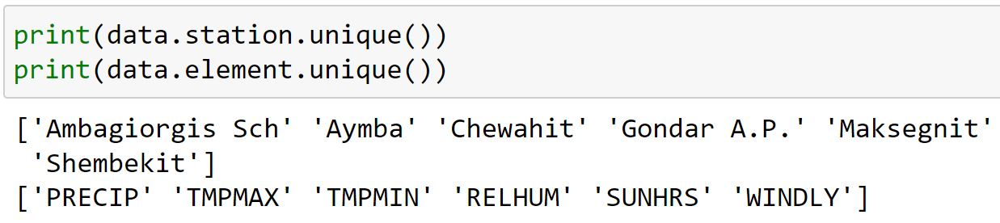 print(data.station.unique())
print(data.element.unique())
['Ambagiorgis Sch' 'Aymba' 'Chewahit' 'Gondar A.P.' 'Maksegnit'
 'Shembekit']
['PRECIP' 'TMPMAX' 'TMPMIN' 'RELHUM' 'SUNHRS' 'WINDLY']